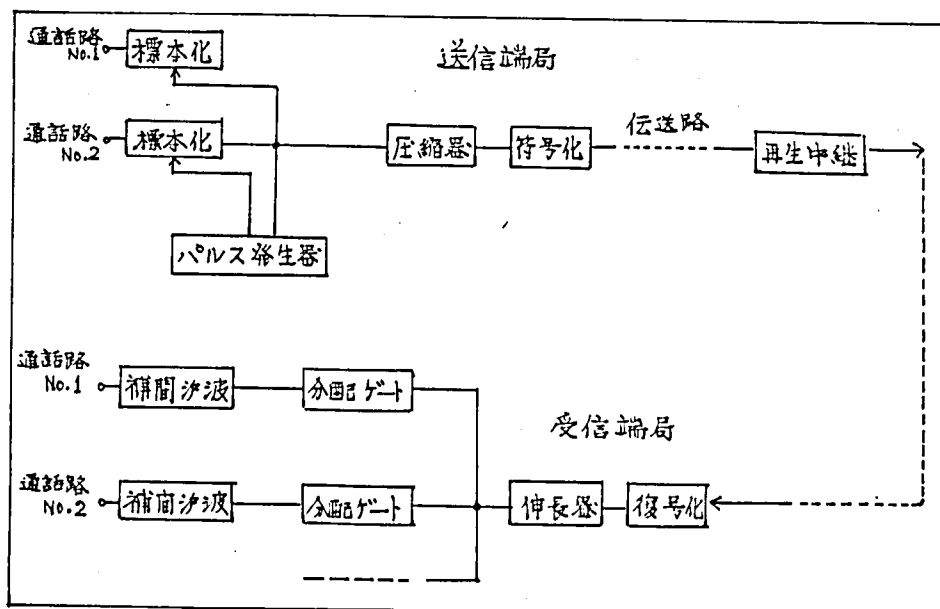 通話路
No.1
標本化
送信端局
通話路
No.2
標本化
圧縮器
符号化
伝送路
再生中継
パルス発生器
通話路
No.1
補間汐波
分配ゲート
受信端局
通話路
No.2
補間汐波
分配ゲート
伸長器
復号化